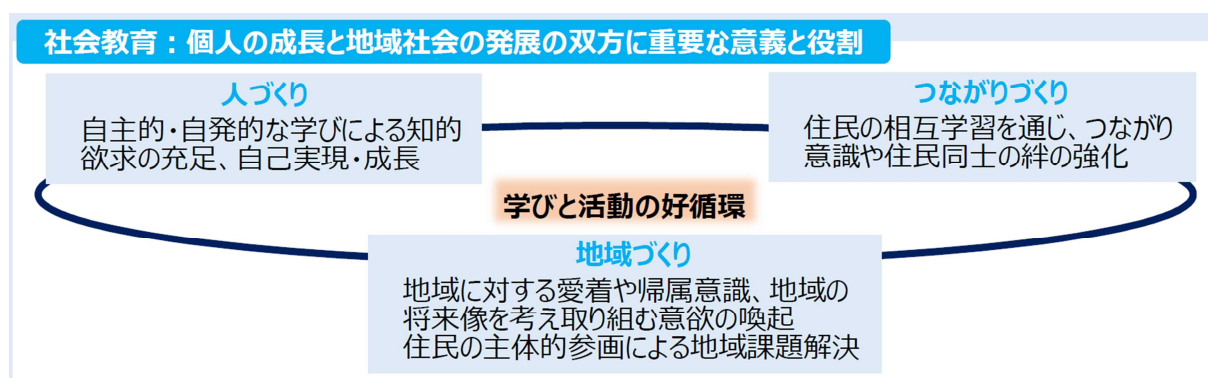 社会教育：個人の成長と地域社会の発展の双方に重要な意義と役割
人づくり
自主的・自発的な学びによる知的
欲求の充足、自己実現・成長
つながりづくり
住民の相互学習を通じ、つながり
意識や住民同士の絆の強化
学びと活動の好循環
地域づくり
地域に対する愛着や帰属意識、地域の
将来像を考え取り組む意欲の喚起
住民の主体的参画による地域課題解決